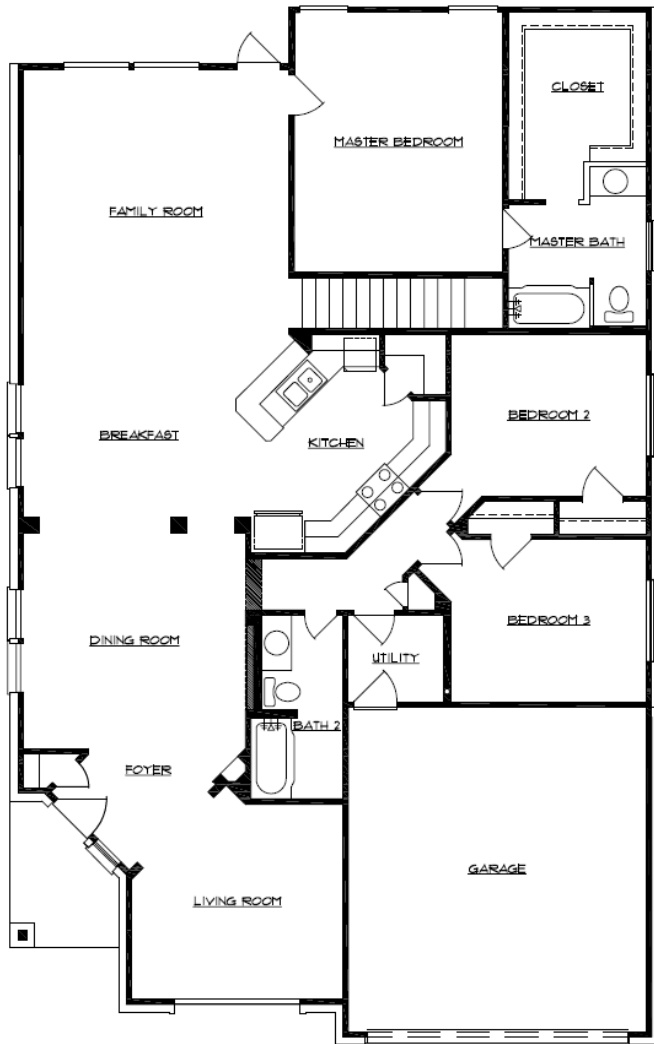 CLOSET
MASTER BEDROOM
FAMILY ROOM
MASTER BATH
BEDROOM 2
BREAKFAST
KITCHEN
BEDROOM 3
DINING ROOM
UTILITY
BATH 2
FOYER
GARAGE
LIVING ROOM